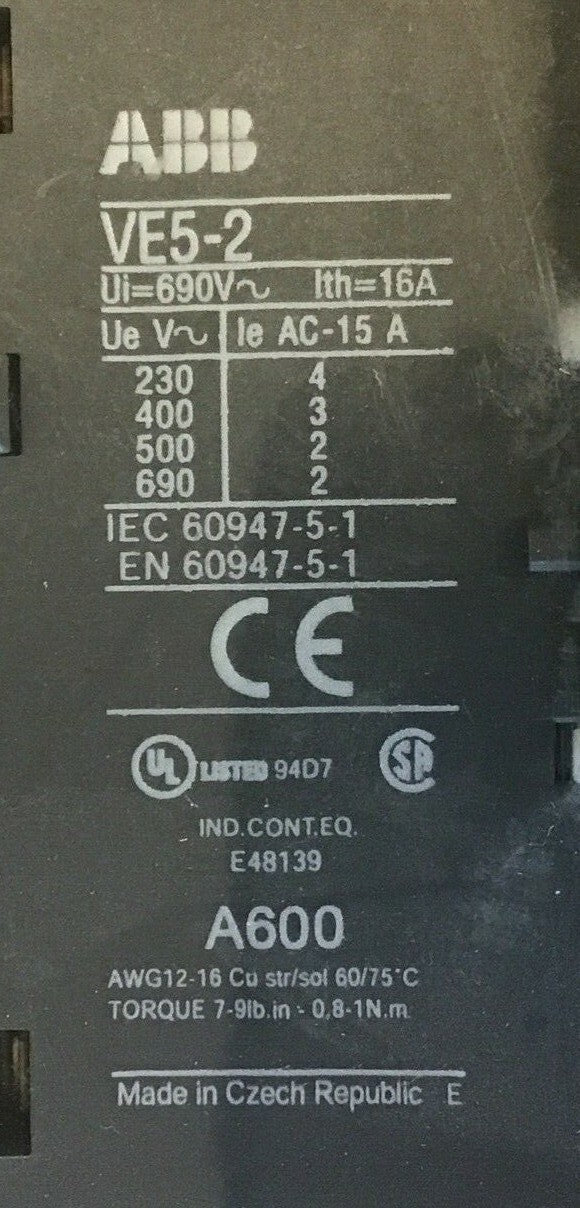 ABB
VE5-2
Ui=690V~ Ith=16A
Ue V~ Ie AC-15 A
230 4
400 3
500 2
690 2
IEC 60947-5-1
EN 60947-5-1
CE
UL LISTED 94D7 SA
IND.CONT.EQ.
E48139
A600
AWG12-16 Cu str/sol 60/75°C
TORQUE 7-9lb.in - 0,8-1N.m
Made in Czech Republic E